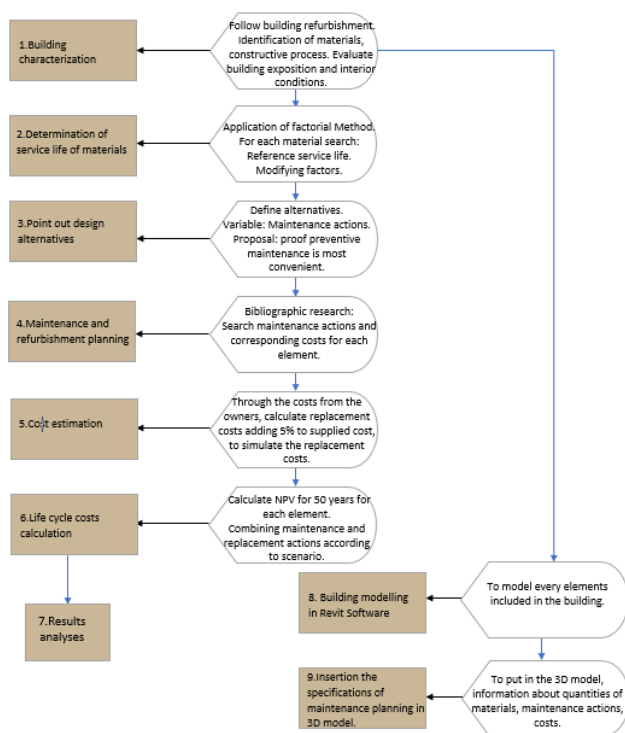 1.Building
characterization
Follow building refurbishment.
Identification of materials,
constructive process. Evaluate
building exposition and interior
conditions.
2.Determination of
service life of materials
Application of factorial Method.
For each material search:
Reference service life.
Modifying factors.
3.Point out design
alternatives
Define alternatives.
Variable: Maintenance actions.
Proposal: proof preventive
maintenance is most
convenient.
4.Maintenance and
refurbishment planning
Bibliographic research:
Search maintenance actions and
corresponding costs for each
element.
5.Cost estimation
Through the costs from the
owners, calculate replacement
costs adding 5% to supplied cost,
to simulate the replacement
costs.
6.Life cycle costs
calculation
Calculate NPV for 50 years for
each element.
Combining maintenance and
replacement actions according
to scenario.
7.Results
analyses
8. Building modelling
in Revit Software
To model every elements
included in the building.
9.Insertion the
specifications of
maintenance planning in
3D model.
To put in the 3D model,
information about quantities of
materials, maintenance actions,
costs.